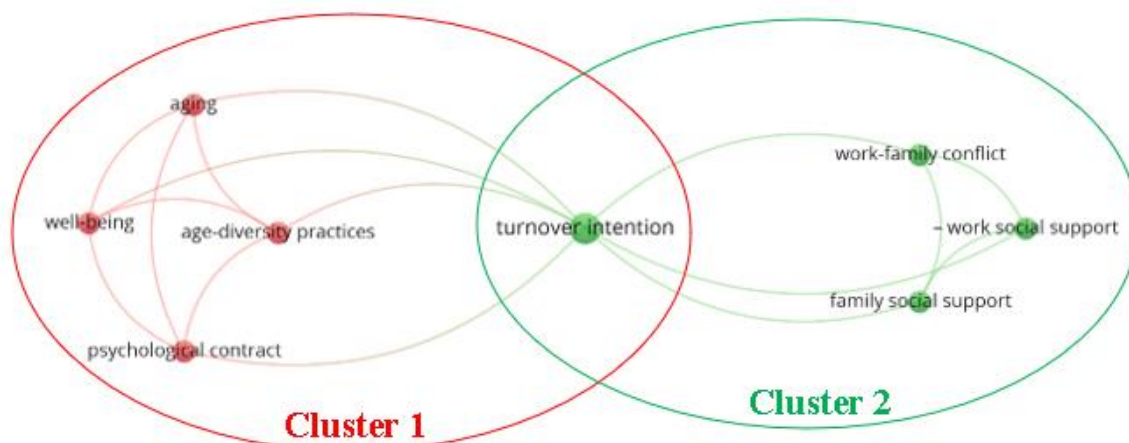 aging
well-being
age-diversity practices
psychological contract
turnover intention
work-family conflict
– work social support
family social support
Cluster 1
Cluster 2